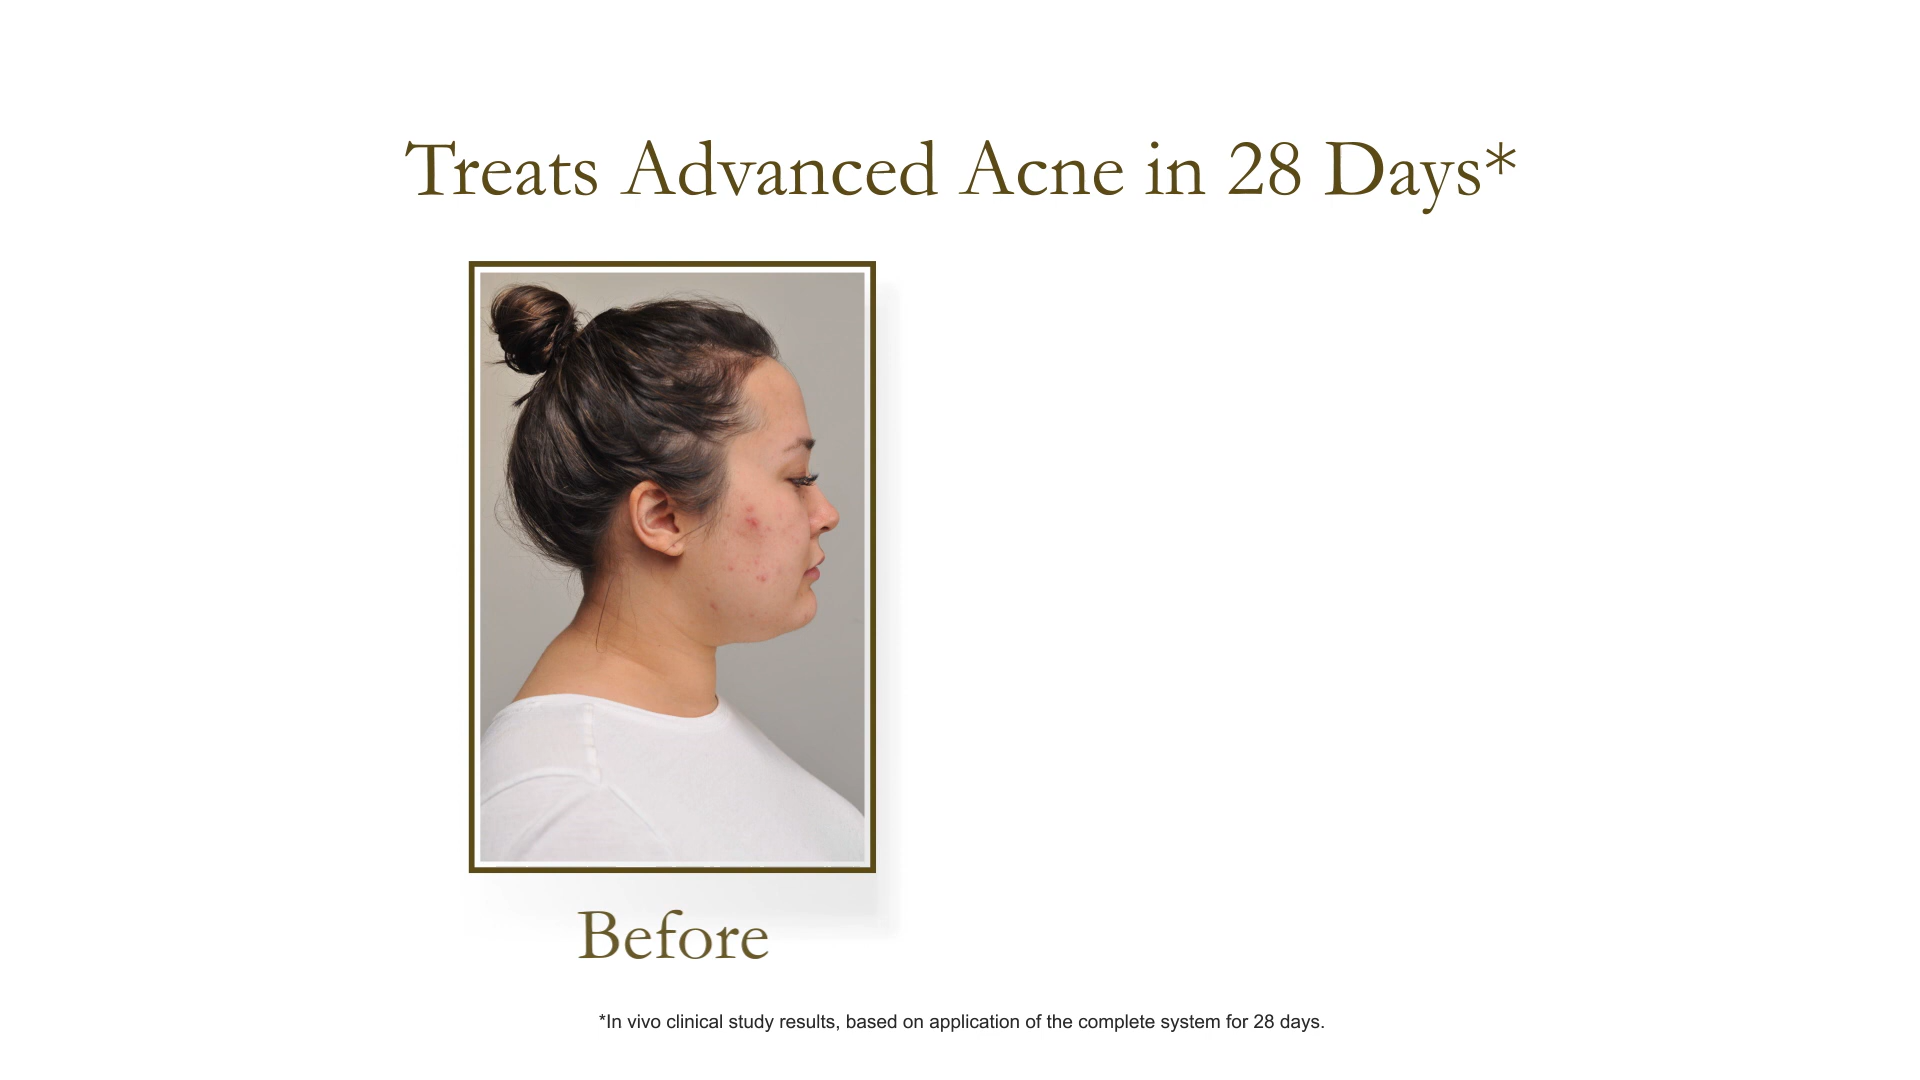 Treats Advanced Acne in 28 Days*
Before
*In vivo clinical study results, based on application of the complete system for 28 days.